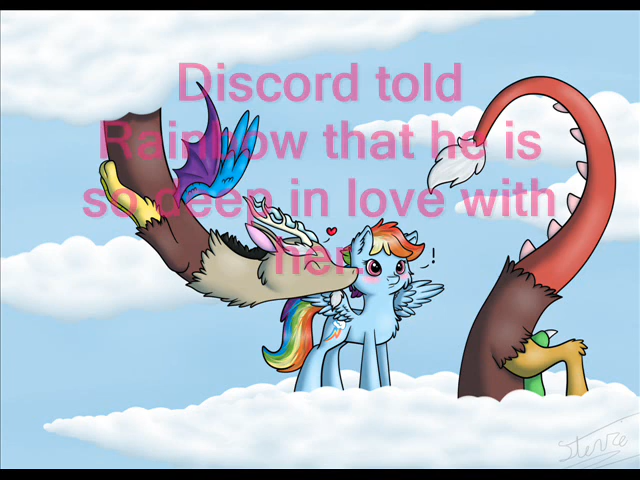 Discord told
Rainbow that he is
so deep in love with
her.
!